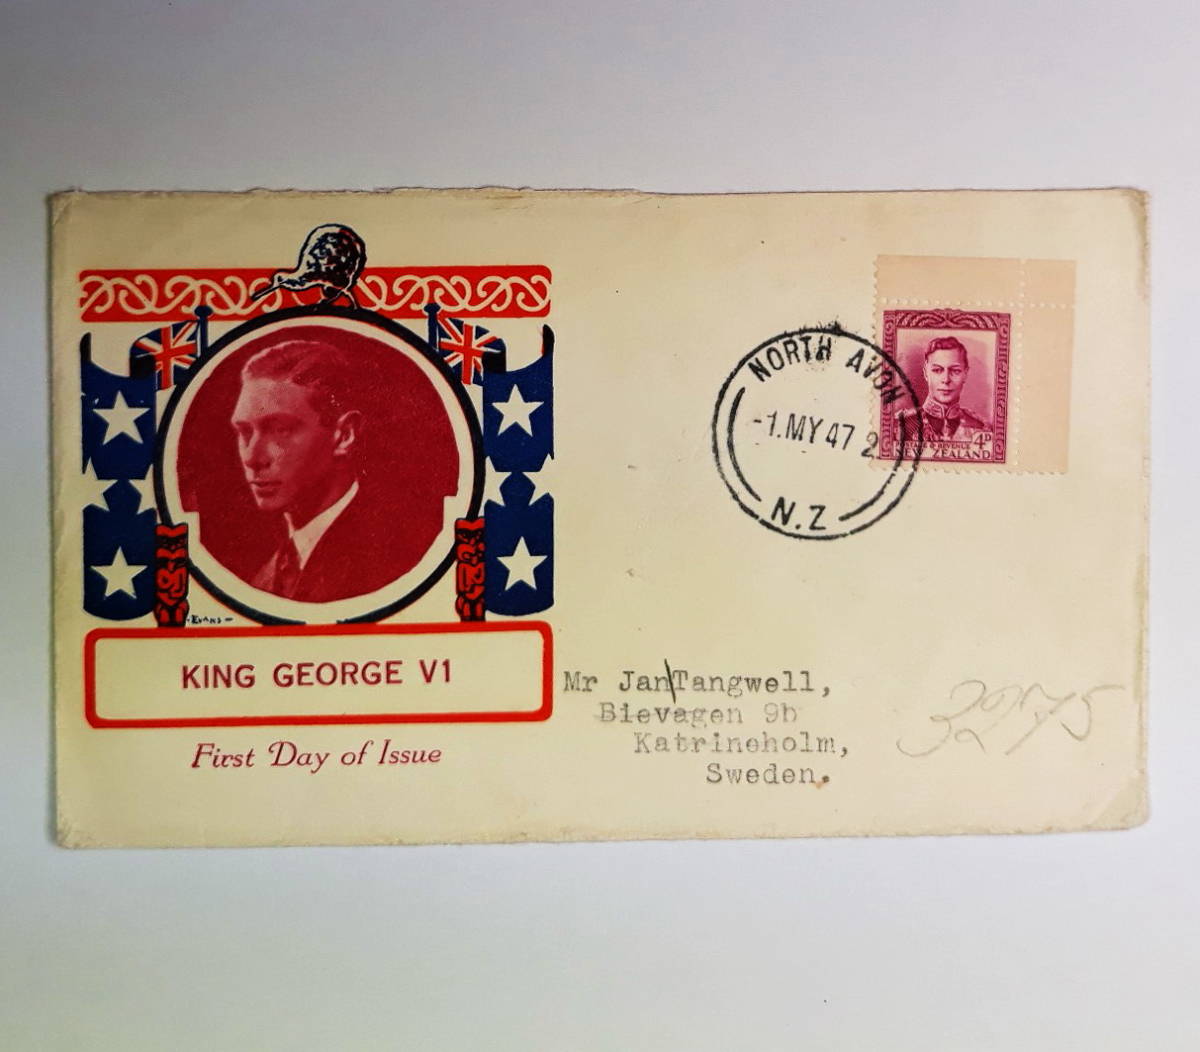 NORTH AVON
-1.MY 47 2
N.Z
4D
POSTAGE & REVENUE
NEW ZEALAND
·EVANS–
KING GEORGE V1
First Day of Issue
Mr Jan Tangwell,
Bievagen 9b
Katrineholm,
Sweden.
3275